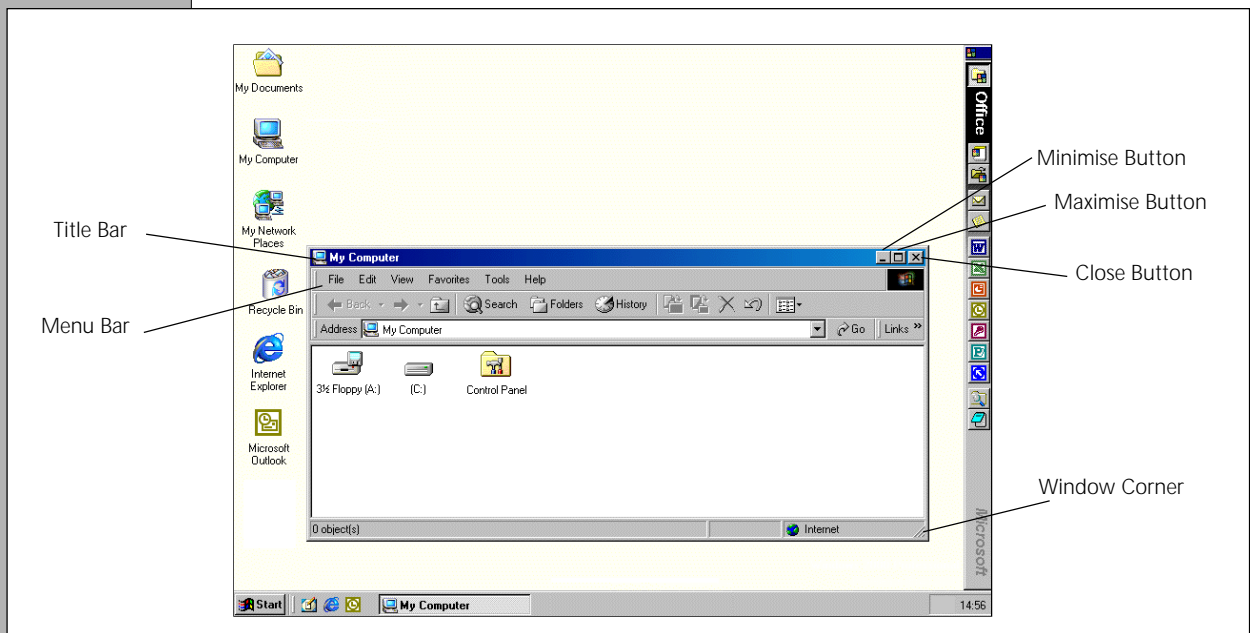 My Documents
Office
My Computer
Minimise Button
Maximise Button
My Network
Places
Title Bar
My Computer
Close Button
File Edit View Favorites Tools Help
Recycle Bin
Back Search Folders History
Menu Bar
Address My Computer Go Links »
Internet
Explorer
3½ Floppy (A:) (C:) Control Panel
Microsoft
Outlook
Window Corner
0 object(s) Internet
Microsoft
Start My Computer 14:56